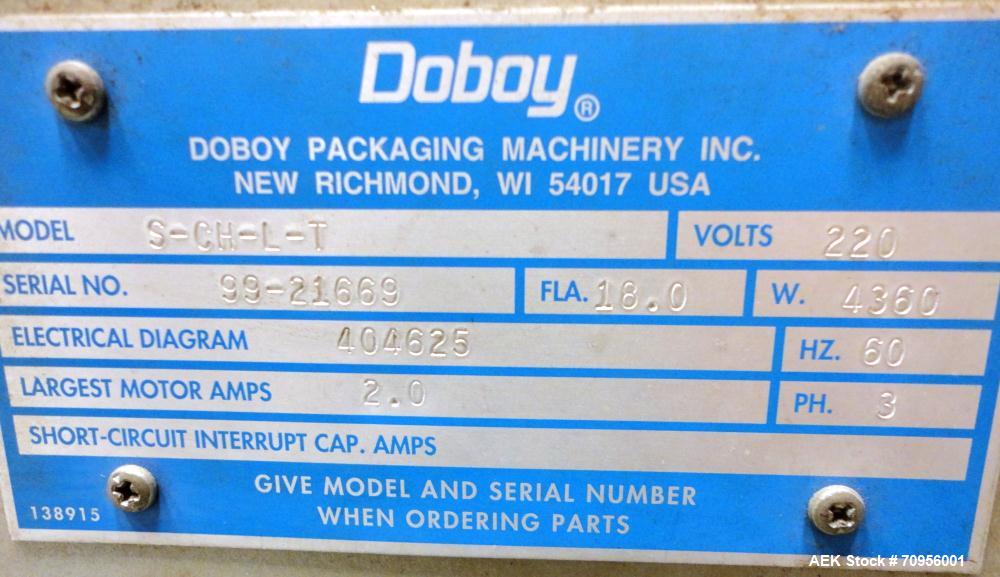 Doboy®
DOBOY PACKAGING MACHINERY INC.
NEW RICHMOND, WI 54017 USA
MODEL S-CH-L-T VOLTS 220
SERIAL NO. 99-21669 FLA. 18.0 W. 4360
ELECTRICAL DIAGRAM 404625 HZ. 60
LARGEST MOTOR AMPS 2.0 PH. 3
SHORT-CIRCUIT INTERRUPT CAP. AMPS
GIVE MODEL AND SERIAL NUMBER
WHEN ORDERING PARTS
138915
AEK Stock # 70956001